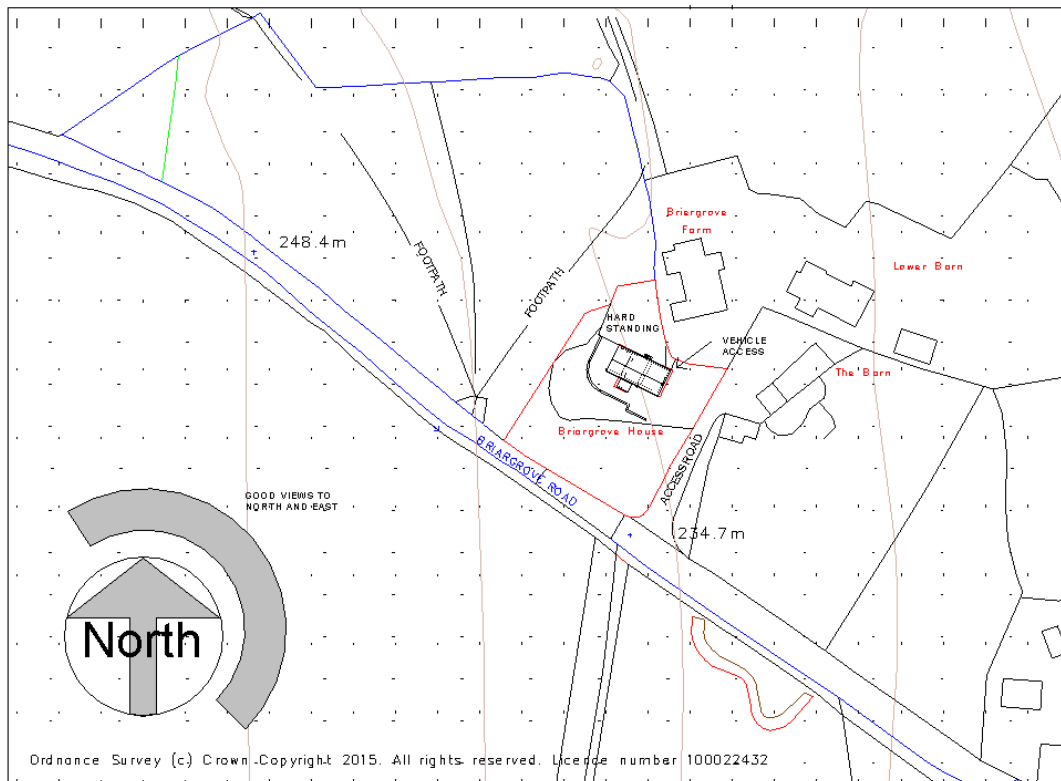 Briargrove
Farm
248.4m
Lower Barn
FOOTPATH
FOOTPATH
HARD
STANDING
VEHICLE
ACCESS
The Barn
Briargrove House
BRIARGROVE ROAD
ACCESS ROAD
GOOD VIEWS TO
NORTH AND EAST
234.7m
North
Ordnance Survey (c) Crown Copyright 2015. All rights reserved. Licence number 100022432